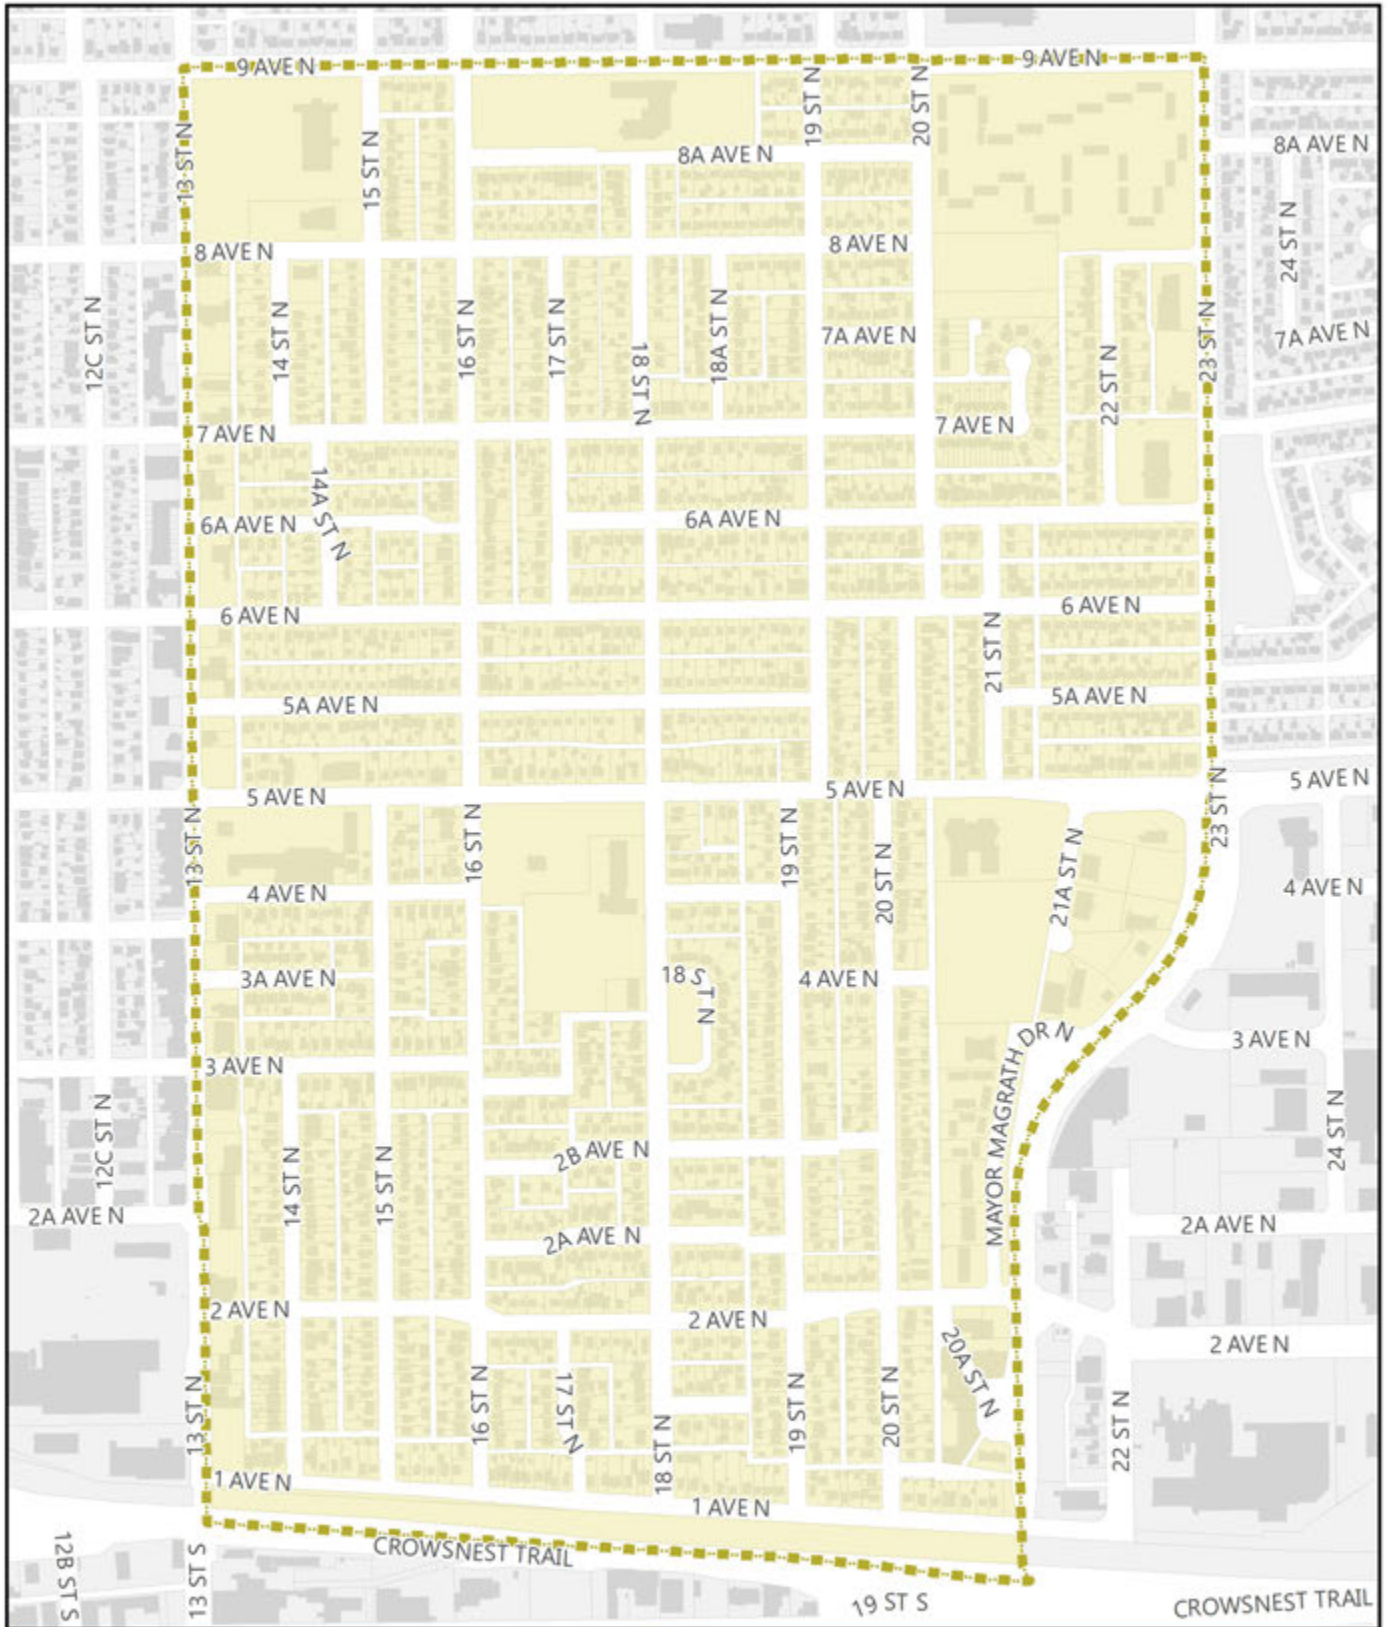 9 AVE N
9 AVE N
13 ST N
15 ST N
19 ST N
20 ST N
8A AVE N
8A AVE N
24 ST N
8 AVE N
8 AVE N
12C ST N
14 ST N
16 ST N
17 ST N
18 ST N
18A ST N
7A AVE N
22 ST N
23 ST N
7A AVE N
7 AVE N
7 AVE N
14A ST N
6A AVE N
6A AVE N
6 AVE N
6 AVE N
21 ST N
5A AVE N
5A AVE N
5 AVE N
5 AVE N
5 AVE N
13 ST N
16 ST N
19 ST N
20 ST N
21A ST N
23 ST N
4 AVE N
4 AVE N
3A AVE N
18 ST N
4 AVE N
3 AVE N
MAYOR MAGRATH DR N
3 AVE N
12C ST N
14 ST N
15 ST N
2B AVE N
24 ST N
2A AVE N
2A AVE N
2A AVE N
2 AVE N
2 AVE N
2 AVE N
13 ST N
16 ST N
17 ST N
18 ST N
19 ST N
20 ST N
20A ST N
22 ST N
1 AVE N
1 AVE N
12B ST S
13 ST S
CROWSNEST TRAIL
19 ST S
CROWSNEST TRAIL